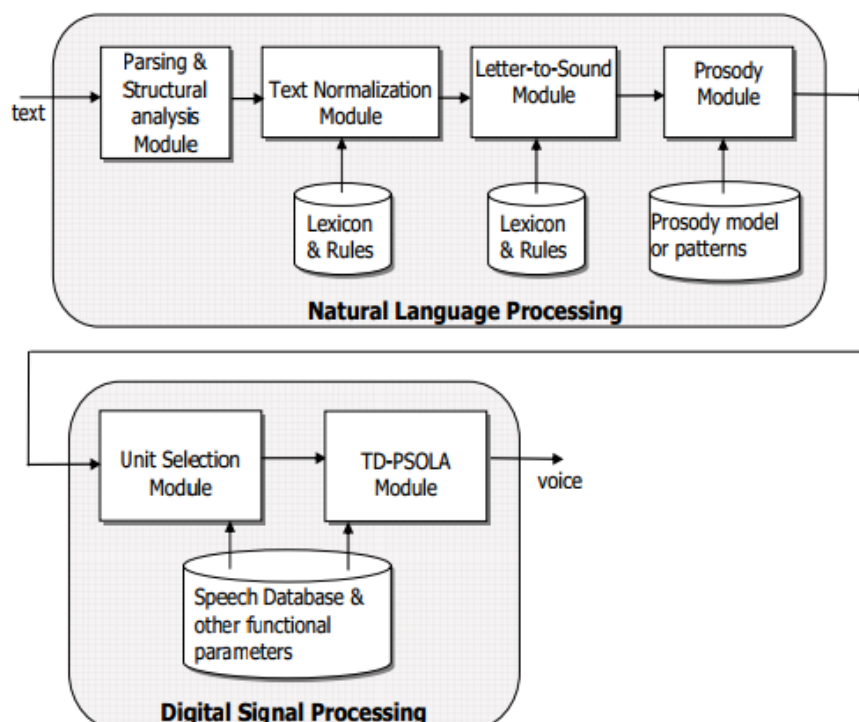 text
Parsing &
Structural
analysis
Module
Text Normalization
Module
Letter-to-Sound
Module
Prosody
Module
Lexicon
& Rules
Lexicon
& Rules
Prosody model
or patterns
Natural Language Processing
Unit Selection
Module
TD-PSOLA
Module
voice
Speech Database &
other functional
parameters
Digital Signal Processing